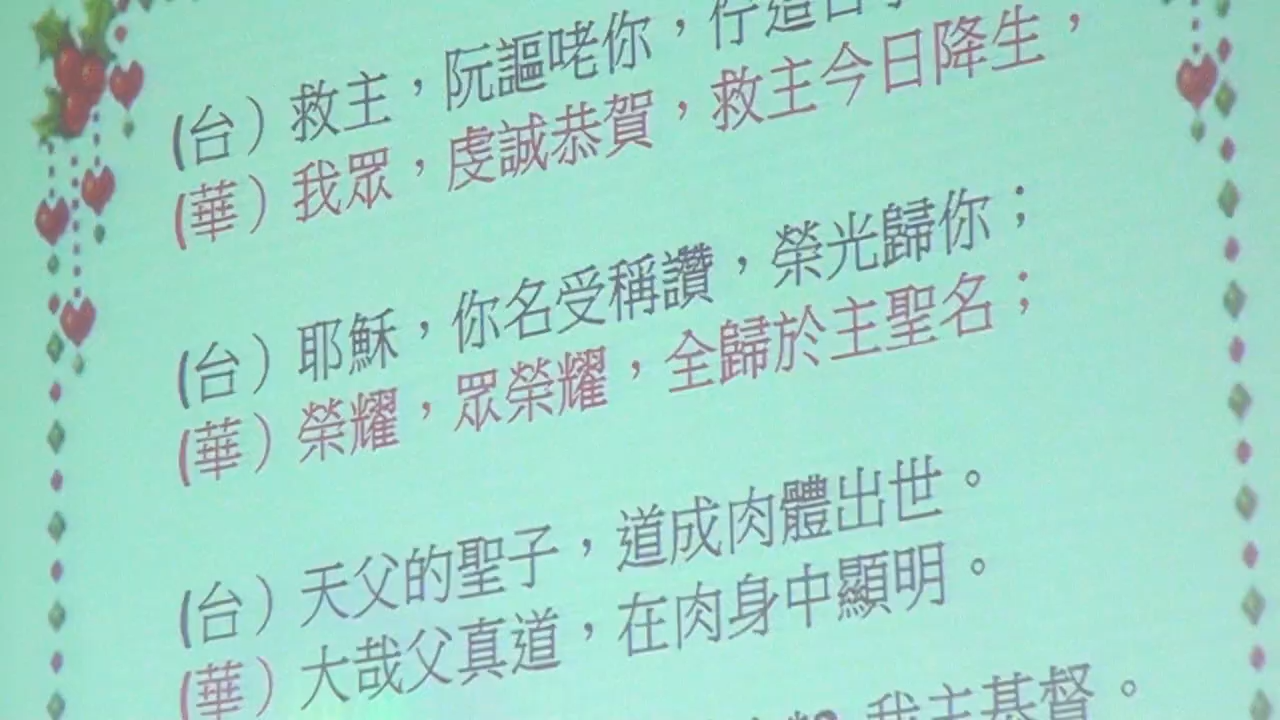 (台）救主，阮謳咾你，佇這日
(華）我眾，虔誠恭賀，救主今日降生，
(台）耶穌，你名受稱讚，榮光歸你；
(華）榮耀，眾榮耀，全歸於主聖名；
(台）天父的聖子，道成肉體出世。
(華）大哉父真道，在肉身中顯明。
我主基督。